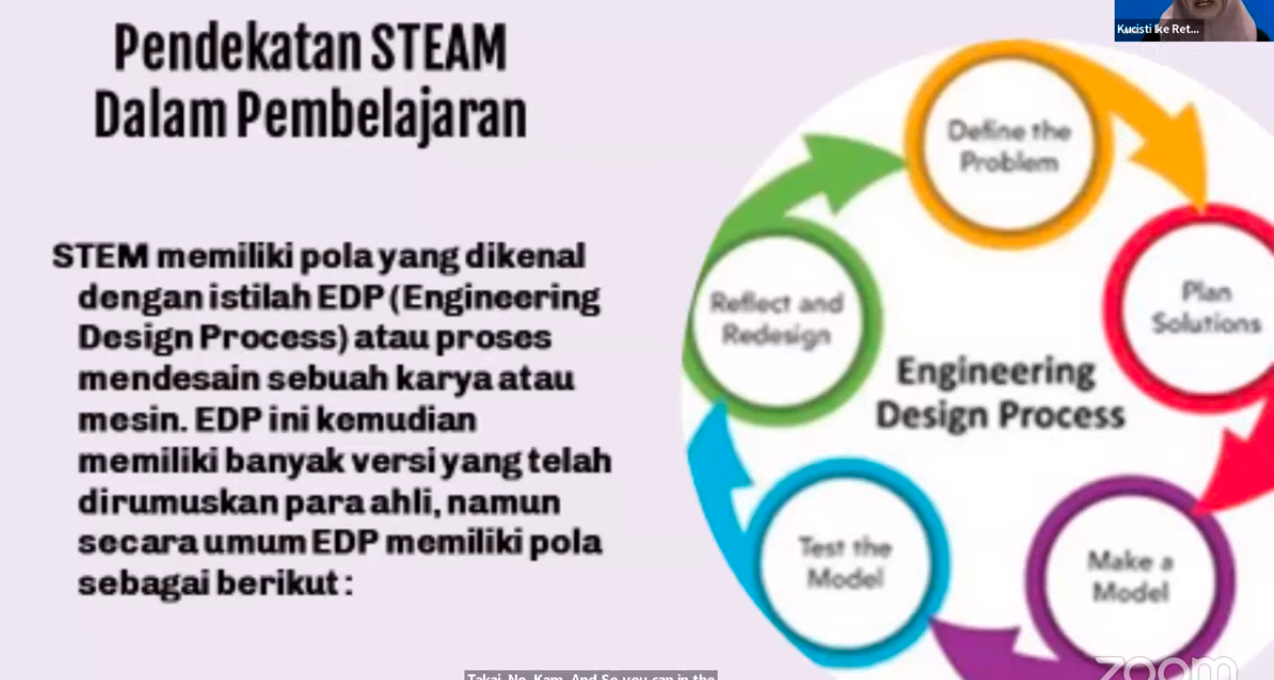 Pendekatan STEAM
Dalam Pembelajaran
STEM memiliki pola yang dikenal
dengan istilah EDP (Engineering
Design Process) atau proses
mendesain sebuah karya atau
mesin. EDP ini kemudian
memiliki banyak versi yang telah
dirumuskan para ahli, namun
secara umum EDP memiliki pola
sebagai berikut :
Kucisti Ike Ret...
Define the
Problem
Plan
Solutions
Make a
Model
Test the
Model
Reflect and
Redesign
Engineering
Design Process
zoom
Takai, No, Kam, And So you can in the